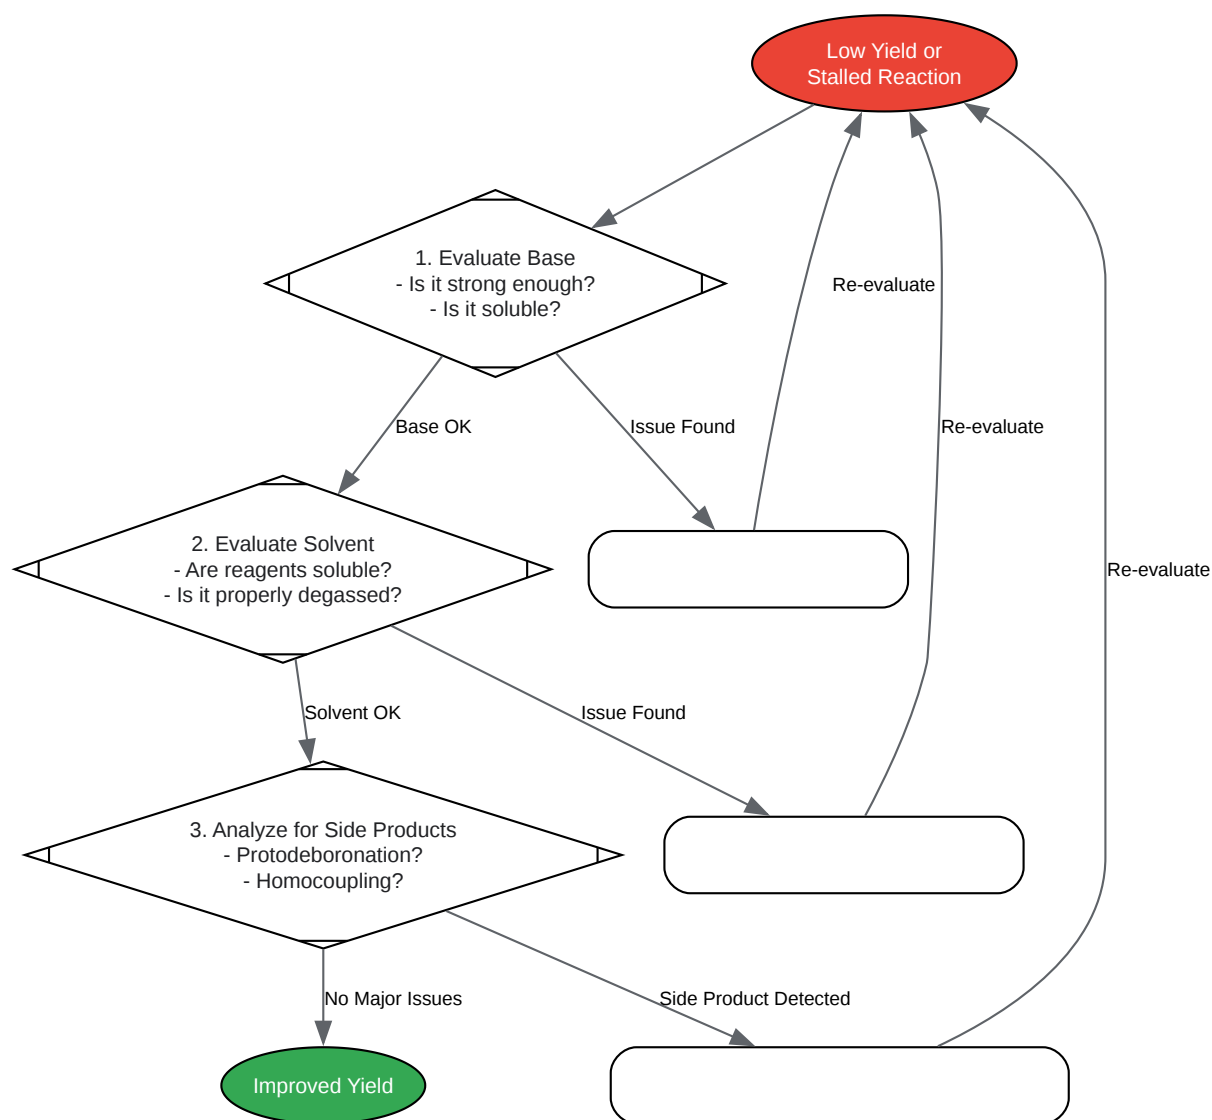 Low Yield or
Stalled Reaction
1. Evaluate Base
- Is it strong enough?
- Is it soluble?
Re-evaluate
Base OK
Issue Found
Re-evaluate
2. Evaluate Solvent
- Are reagents soluble?
- Is it properly degassed?
Re-evaluate
Solvent OK
Issue Found
3. Analyze for Side Products
- Protodeboronation?
- Homocoupling?
No Major Issues
Side Product Detected
Improved Yield